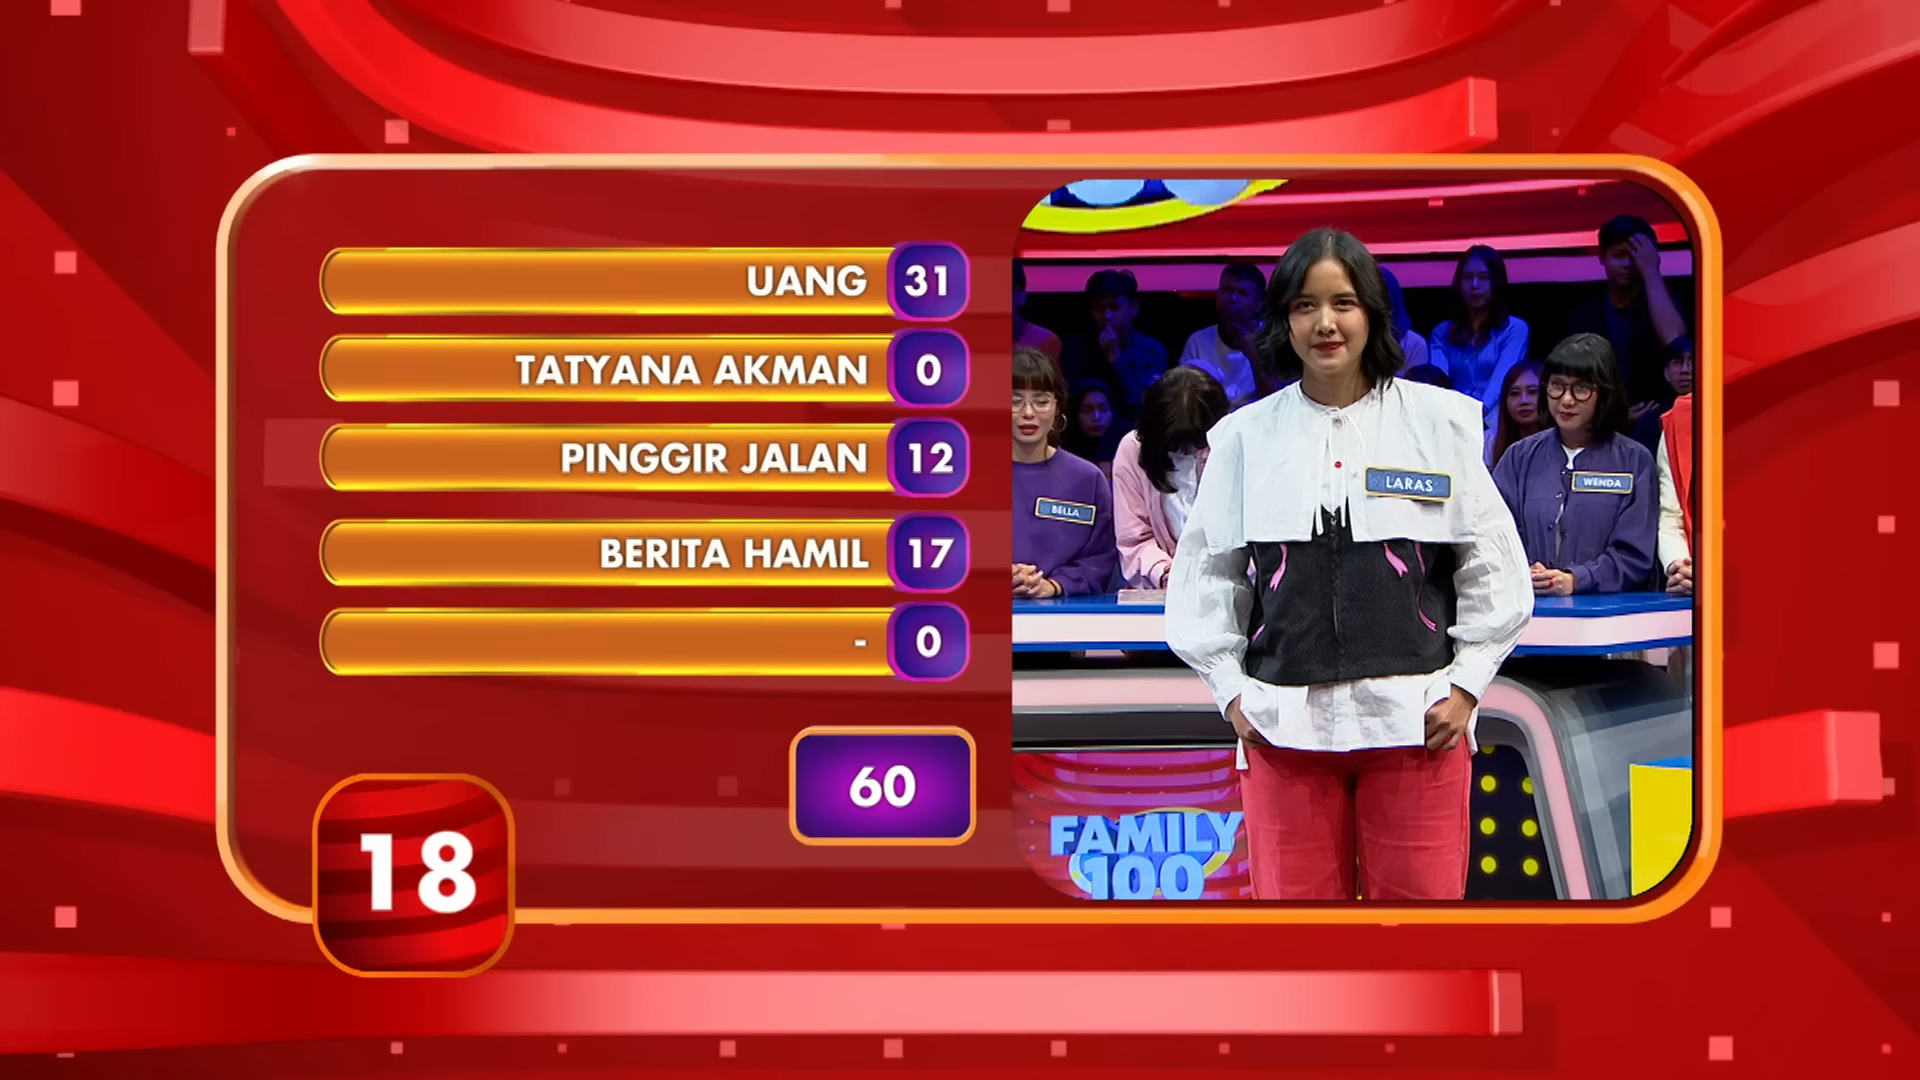 UANG 31
TATYANA AKMAN 0
PINGGIR JALAN 12
BERITA HAMIL 17
- 0
60
18
BELLA
LARAS
WENDA
FAMILY
100